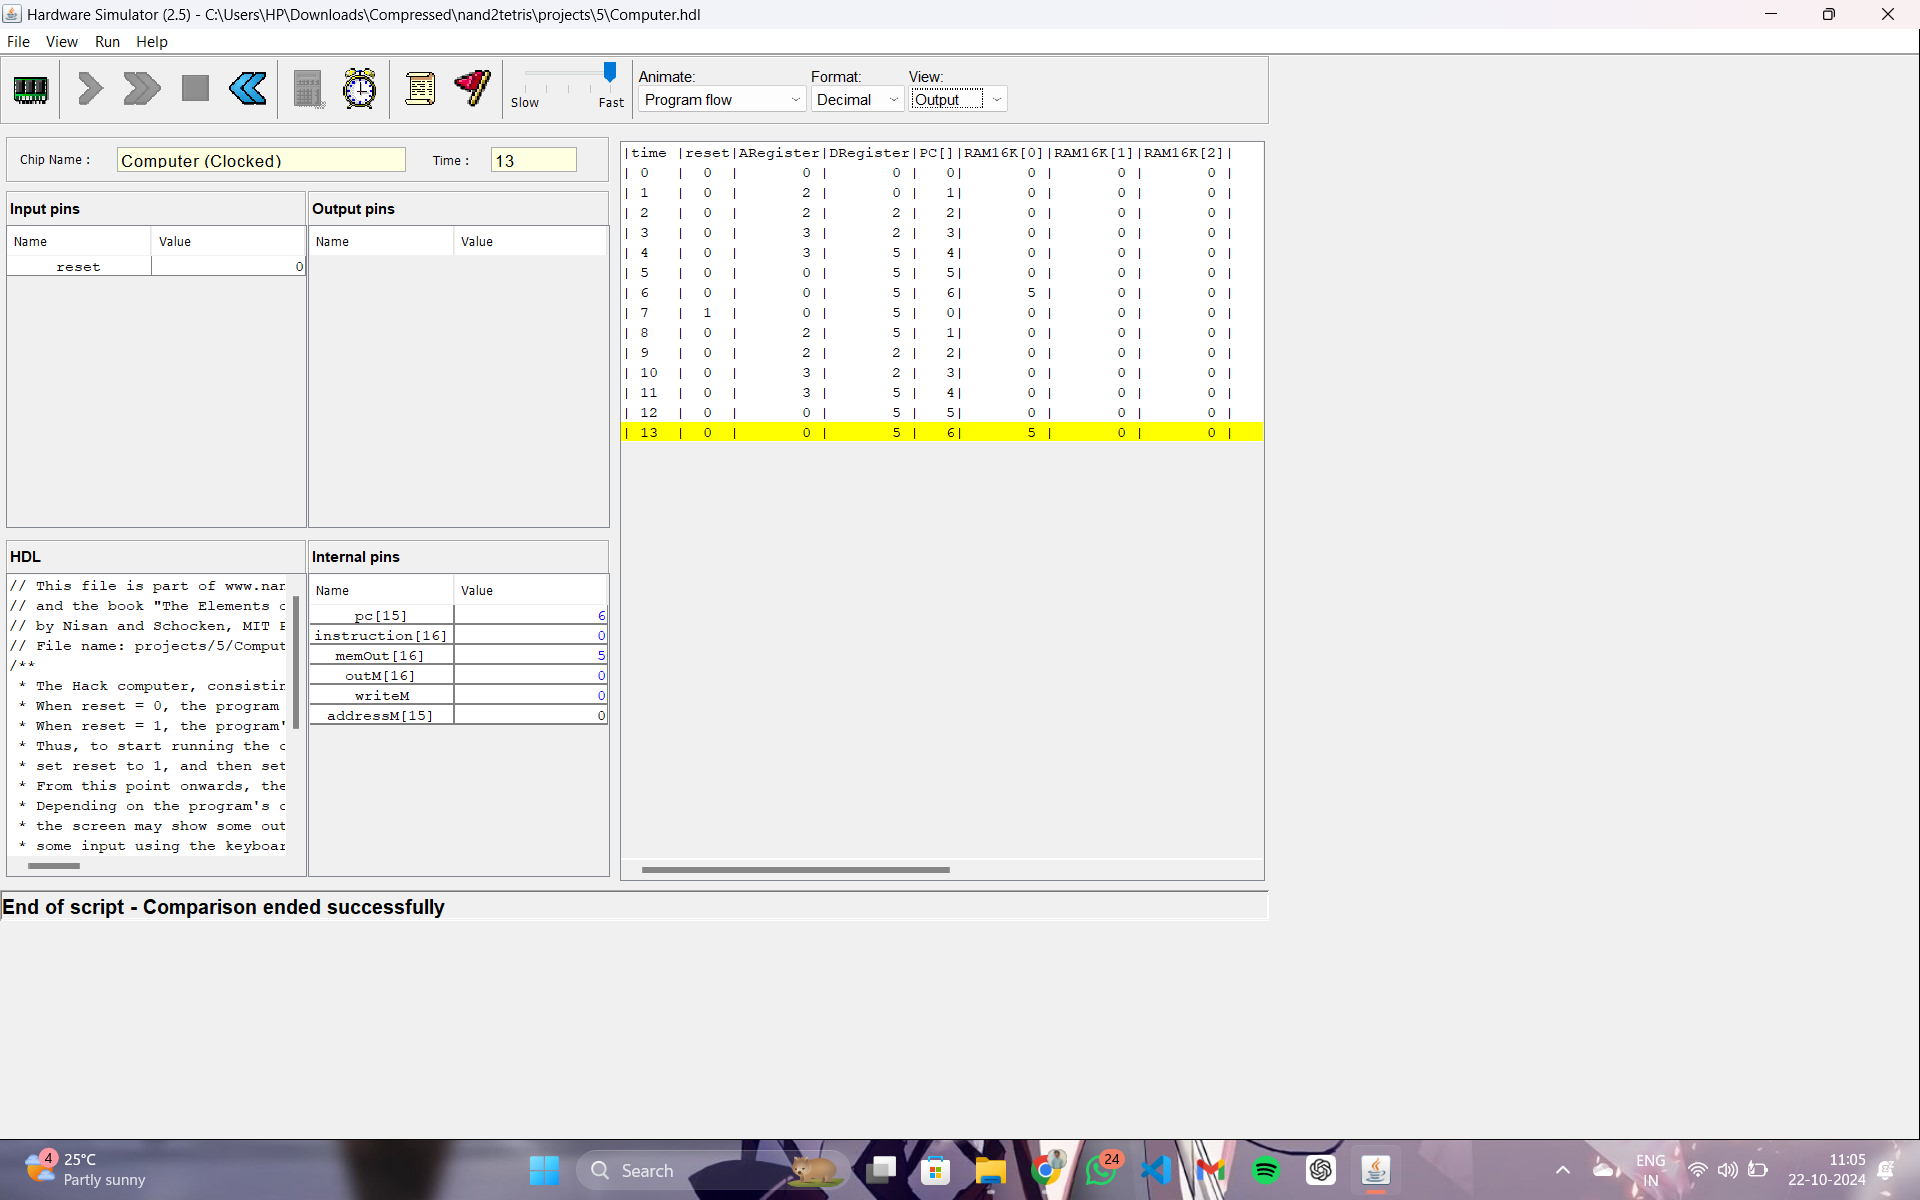 Hardware Simulator (2.5) - C:\Users\HP\Downloads\Compressed\nand2tetris\projects\5\Computer.hdl
File View Run Help
Slow Fast
Animate: Format: View:
Program flow Decimal Output
Chip Name : Computer (Clocked) Time : 13
Input pins Output pins
Name Value Name Value
reset 0
HDL Internal pins
// This file is part of www.nan
// and the book "The Elements o
// by Nisan and Schocken, MIT P
// File name: projects/5/Comput
/**
* The Hack computer, consistin
* When reset = 0, the program
* When reset = 1, the program'
* Thus, to start running the c
* set reset to 1, and then set
* From this point onwards, the
* Depending on the program's c
* the screen may show some out
* some input using the keyboar
Name Value
pc[15] 6
instruction[16] 0
memOut[16] 5
outM[16] 0
writeM 0
addressM[15] 0
|time |reset|ARegister|DRegister|PC[]|RAM16K[0]|RAM16K[1]|RAM16K[2]|
| 0 | 0 | 0 | 0 | 0| 0 | 0 | 0 |
| 1 | 0 | 2 | 0 | 1| 0 | 0 | 0 |
| 2 | 0 | 2 | 2 | 2| 0 | 0 | 0 |
| 3 | 0 | 3 | 2 | 3| 0 | 0 | 0 |
| 4 | 0 | 3 | 5 | 4| 0 | 0 | 0 |
| 5 | 0 | 0 | 5 | 5| 0 | 0 | 0 |
| 6 | 0 | 0 | 5 | 6| 5 | 0 | 0 |
| 7 | 1 | 0 | 5 | 0| 0 | 0 | 0 |
| 8 | 0 | 2 | 5 | 1| 0 | 0 | 0 |
| 9 | 0 | 2 | 2 | 2| 0 | 0 | 0 |
| 10 | 0 | 3 | 2 | 3| 0 | 0 | 0 |
| 11 | 0 | 3 | 5 | 4| 0 | 0 | 0 |
| 12 | 0 | 0 | 5 | 5| 0 | 0 | 0 |
| 13 | 0 | 0 | 5 | 6| 5 | 0 | 0 |
End of script - Comparison ended successfully
4 25°C
Partly sunny
Search
24
ENG
IN
11:05
22-10-2024